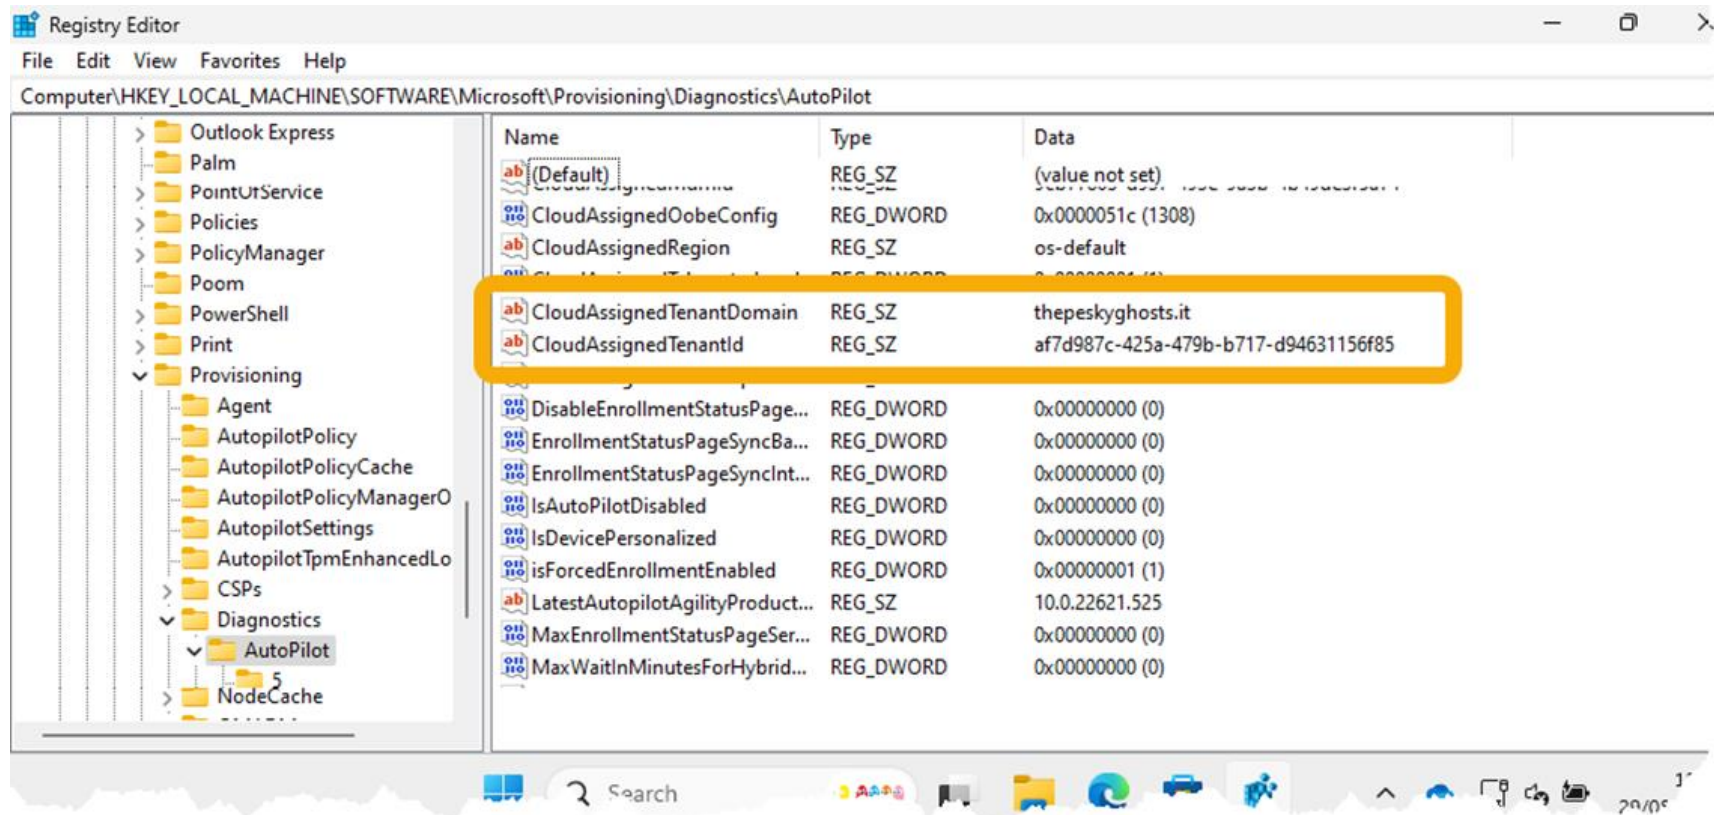 Registry Editor
File Edit View Favorites Help
Computer\HKEY_LOCAL_MACHINE\SOFTWARE\Microsoft\Provisioning\Diagnostics\AutoPilot
Outlook Express
Palm
PointOfService
Policies
PolicyManager
Poom
PowerShell
Print
Provisioning
Agent
AutopilotPolicy
AutopilotPolicyCache
AutopilotPolicyManagerO
AutopilotSettings
AutopilotTpmEnhancedLo
CSPs
Diagnostics
AutoPilot
5
NodeCache
Name Type Data
(Default) REG_SZ (value not set)
CloudAssignedOobeConfig REG_DWORD 0x0000051c (1308)
CloudAssignedRegion REG_SZ os-default
CloudAssignedTenantDomain REG_SZ thepeskyghosts.it
CloudAssignedTenantId REG_SZ af7d987c-425a-479b-b717-d94631156f85
DisableEnrollmentStatusPage... REG_DWORD 0x00000000 (0)
EnrollmentStatusPageSyncBa... REG_DWORD 0x00000000 (0)
EnrollmentStatusPageSyncInt... REG_DWORD 0x00000000 (0)
IsAutoPilotDisabled REG_DWORD 0x00000000 (0)
IsDevicePersonalized REG_DWORD 0x00000000 (0)
isForcedEnrollmentEnabled REG_DWORD 0x00000001 (1)
LatestAutopilotAgilityProduct... REG_SZ 10.0.22621.525
MaxEnrollmentStatusPageSer... REG_DWORD 0x00000000 (0)
MaxWaitInMinutesForHybrid... REG_DWORD 0x00000000 (0)
Search